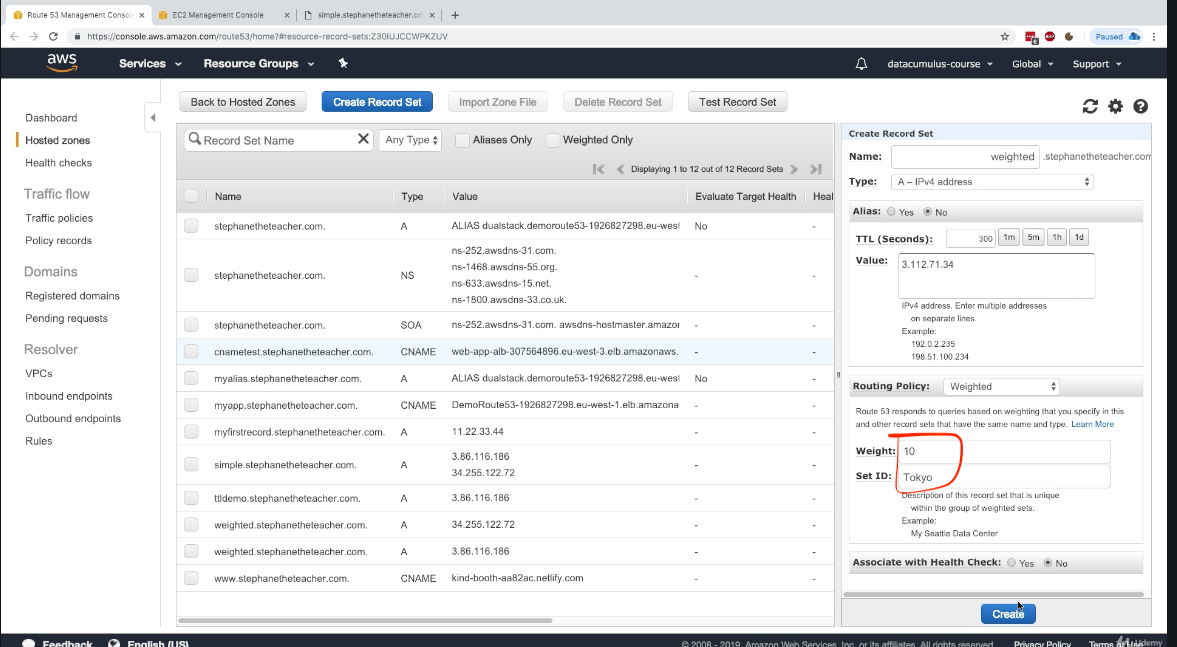 Route 53 Management Console
EC2 Management Console
simple.stephanetheteacher.co
https://console.aws.amazon.com/route53/home?#resource-record-sets:Z30IUJCCWPKZUV
Paused
aws
Services
Resource Groups
datacumulus-course
Global
Support
Dashboard
Hosted zones
Health checks
Traffic flow
Traffic policies
Policy records
Domains
Registered domains
Pending requests
Resolver
VPCs
Inbound endpoints
Outbound endpoints
Rules
Back to Hosted Zones
Create Record Set
Import Zone File
Delete Record Set
Test Record Set
Record Set Name
Any Type
Aliases Only
Weighted Only
Displaying 1 to 12 out of 12 Record Sets
Name Type Value Evaluate Target Health Heal
stephanetheteacher.com. A ALIAS dualstack.demoroute53-1926827298.eu-west No -
stephanetheteacher.com. NS ns-252.awsdns-31.com. - -
ns-1468.awsdns-55.org.
ns-633.awsdns-15.net.
ns-1800.awsdns-33.co.uk.
stephanetheteacher.com. SOA ns-252.awsdns-31.com. awsdns-hostmaster.amazon - -
cnametest.stephanetheteacher.com. CNAME web-app-alb-307564896.eu-west-3.elb.amazonaws. - -
myalias.stephanetheteacher.com. A ALIAS dualstack.demoroute53-1926827298.eu-west No -
myapp.stephanetheteacher.com. CNAME DemoRoute53-1926827298.eu-west-1.elb.amazona - -
myfirstrecord.stephanetheteacher.com. A 11.22.33.44 - -
simple.stephanetheteacher.com. A 3.86.116.186 - -
34.255.122.72
ttldemo.stephanetheteacher.com. A 3.86.116.186 - -
weighted.stephanetheteacher.com. A 34.255.122.72 - -
weighted.stephanetheteacher.com. A 3.86.116.186 - -
www.stephanetheteacher.com. CNAME kind-booth-aa82ac.netlify.com - -
Create Record Set
Name: weighted .stephanetheteacher.com
Type: A – IPv4 address
Alias: Yes No
TTL (Seconds): 300 1m 5m 1h 1d
Value: 3.112.71.34
IPv4 address. Enter multiple addresses
on separate lines.
Example:
192.0.2.235
198.51.100.234
Routing Policy: Weighted
Route 53 responds to queries based on weighting that you specify in this
and other record sets that have the same name and type. Learn More
Weight: 10
Set ID: Tokyo
Description of this record set that is unique
within the group of weighted sets.
Example:
My Seattle Data Center
Associate with Health Check: Yes No
Create
Feedback
English (US)
© 2008 - 2019, Amazon Web Services, Inc. or its affiliates. All rights reserved.
Privacy Policy
Terms of Use
Udemy